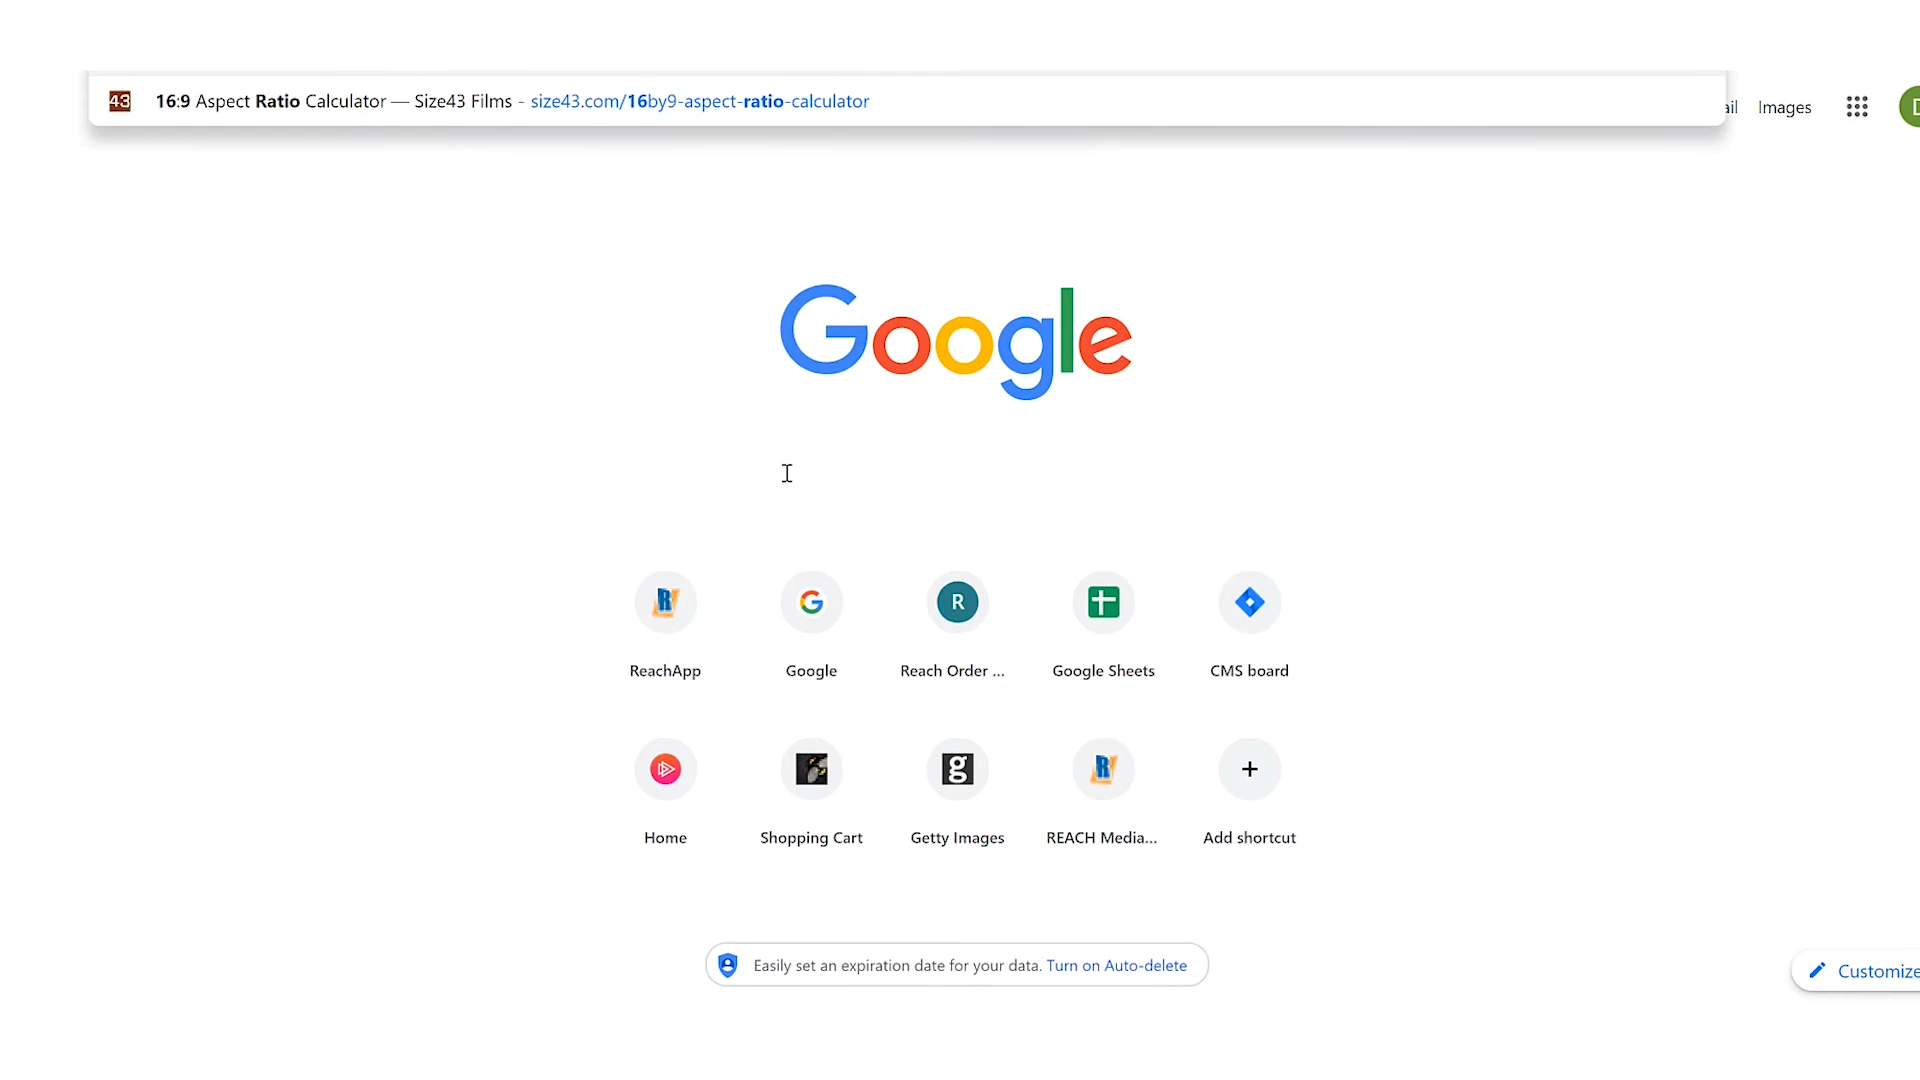 43 16:9 Aspect Ratio Calculator — Size43 Films - size43.com/16by9-aspect-ratio-calculator
ail Images
Google
R
ReachApp Google Reach Order ... Google Sheets CMS board
g
Home Shopping Cart Getty Images REACH Media... Add shortcut
Easily set an expiration date for your data. Turn on Auto-delete
Customize